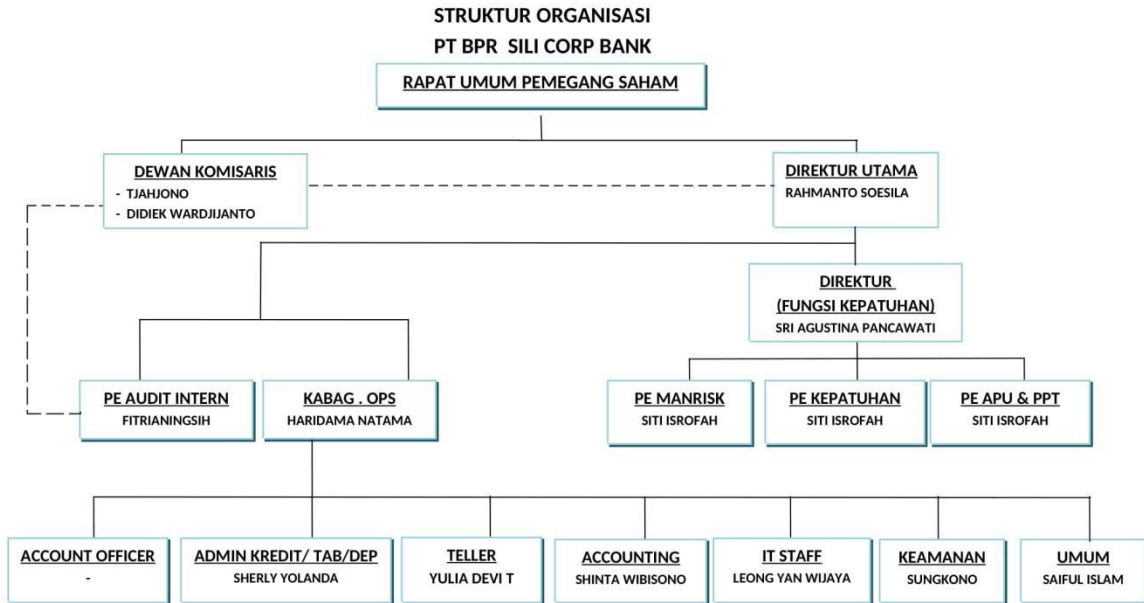 STRUKTUR ORGANISASI
PT BPR SILI CORP BANK
RAPAT UMUM PEMEGANG SAHAM
DEWAN KOMISARIS
- TJAHJONO
- DIDIEK WARDJIJANTO
DIREKTUR UTAMA
RAHMANTO SOESILA
DIREKTUR
(FUNGSI KEPATUHAN)
SRI AGUSTINA PANCAWATI
PE AUDIT INTERN
FITRIANINGSIH
KABAG . OPS
HARIDAMA NATAMA
PE MANRISK
SITI ISROFAH
PE KEPATUHAN
SITI ISROFAH
PE APU & PPT
SITI ISROFAH
ACCOUNT OFFICER
-
ADMIN KREDIT/ TAB/DEP
SHERLY YOLANDA
TELLER
YULIA DEVI T
ACCOUNTING
SHINTA WIBISONO
IT STAFF
LEONG YAN WIJAYA
KEAMANAN
SUNGKONO
UMUM
SAIFUL ISLAM